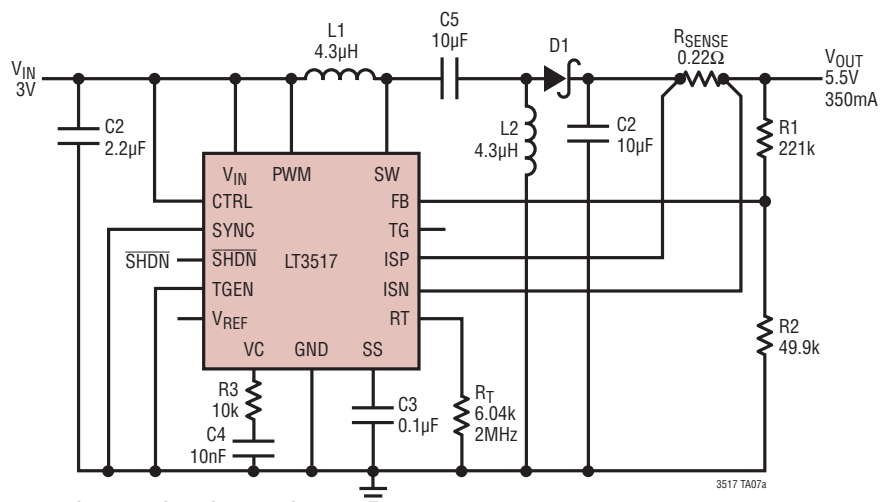 L1
4.3µH
C5
10µF
D1
RSENSE
0.22Ω
VIN
3V
VOUT
5.5V
350mA
C2
2.2µF
L2
4.3µH
C2
10µF
R1
221k
VIN
PWM
SW
CTRL
FB
SYNC
TG
SHDN
SHDN
LT3517
ISP
TGEN
ISN
VREF
RT
VC
GND
SS
R2
49.9k
R3
10k
C4
10nF
C3
0.1µF
RT
6.04k
2MHz
3517 TA07a